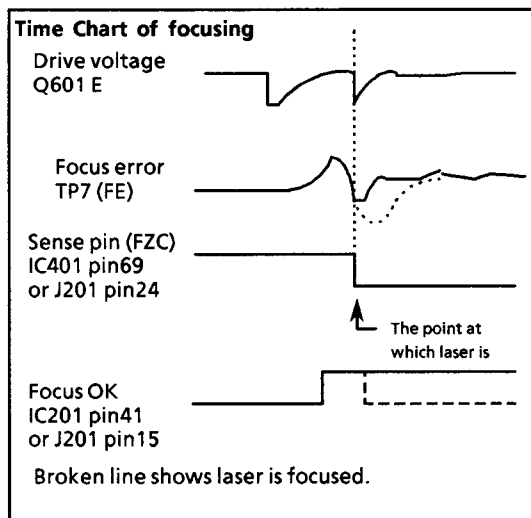 Time Chart of focusing
Drive voltage
Q601 E
Focus error
TP7 (FE)
Sense pin (FZC)
IC401 pin69
or J201 pin24
The point at
which laser is
Focus OK
IC201 pin41
or J201 pin15
Broken line shows laser is focused.